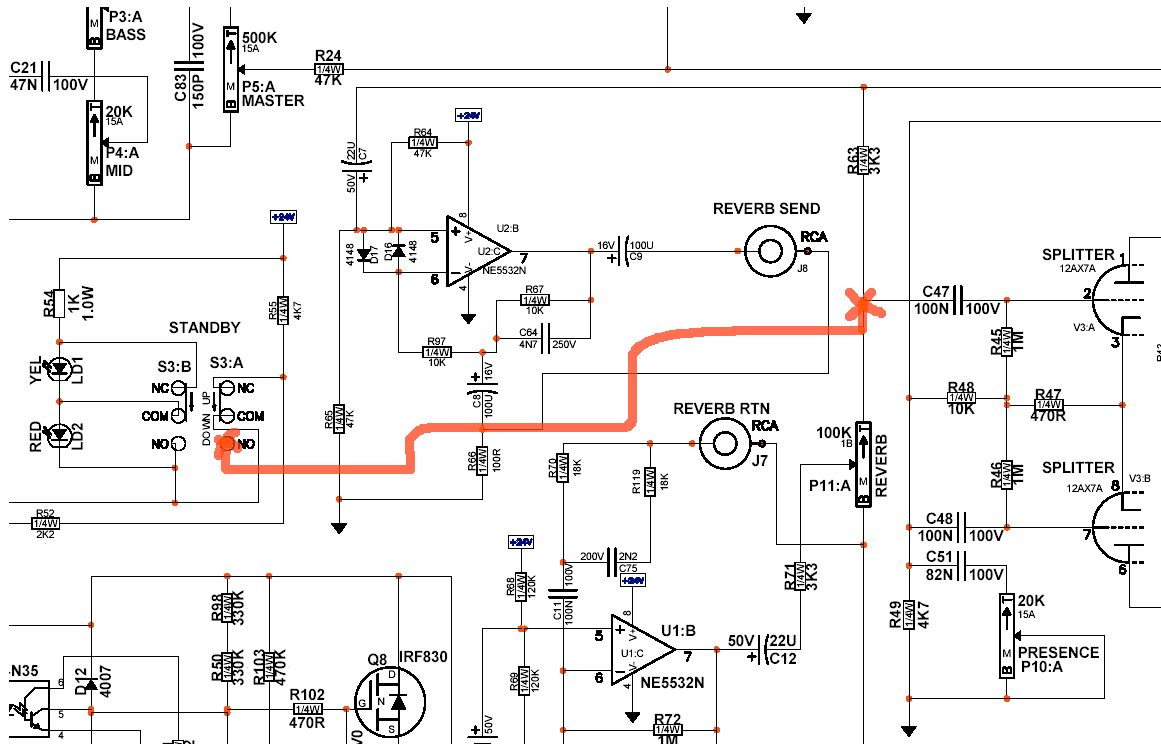 P3:A
BASS
M
B
C21
47N
100V
20K
15A
T
M
B
P4:A
MID
C83
150P
100V
500K
15A
T
M
B
P5:A
MASTER
R24
1/4W
47K
+24V
+24V
R64
1/4W
47K
22U
C7
50V
R63
1/4W
3K3
4148
D17
D16
4148
5
6
8
V+
V-
4
U2:B
U2:C
7
NE5532N
16V
100U
C9
REVERB SEND
RCA
J8
R67
1/4W
10K
C64
4N7
250V
R97
1/4W
10K
16V
C8
100U
R54
1K
1.0W
R55
1/4W
4K7
STANDBY
S3:B
S3:A
YEL
LD1
RED
LD2
NC
COM
NO
UP
DOWN
NC
COM
NO
R65
1/4W
47K
R66
1/4W
100R
R52
1/4W
2K2
REVERB RTN
RCA
J7
R70
1/4W
18K
R119
1/4W
18K
100K
1B
T
M
B
P11:A
REVERB
C47
100N
100V
R45
1/4W
1M
R48
1/4W
10K
R47
1/4W
470R
R46
1/4W
1M
SPLITTER
12AX7A
1
2
V3:A
3
SPLITTER
12AX7A
V3:B
8
7
6
C48
100N
100V
C51
82N
100V
R49
1/4W
4K7
20K
15A
T
M
B
PRESENCE
P10:A
+24V
R68
1/4W
120K
C11
100V
100N
200V
2N2
C75
+24V
R71
1/4W
3K3
5
6
8
V+
V-
4
U1:B
U1:C
7
NE5532N
50V
22U
C12
R69
1/4W
120K
R72
1/4W
1M
50V
R98
1/4W
330K
R50
1/4W
330K
R103
1/4W
470K
R102
1/4W
470R
Q8
IRF830
D
G
N
S
D12
4007
N35
6
5
4